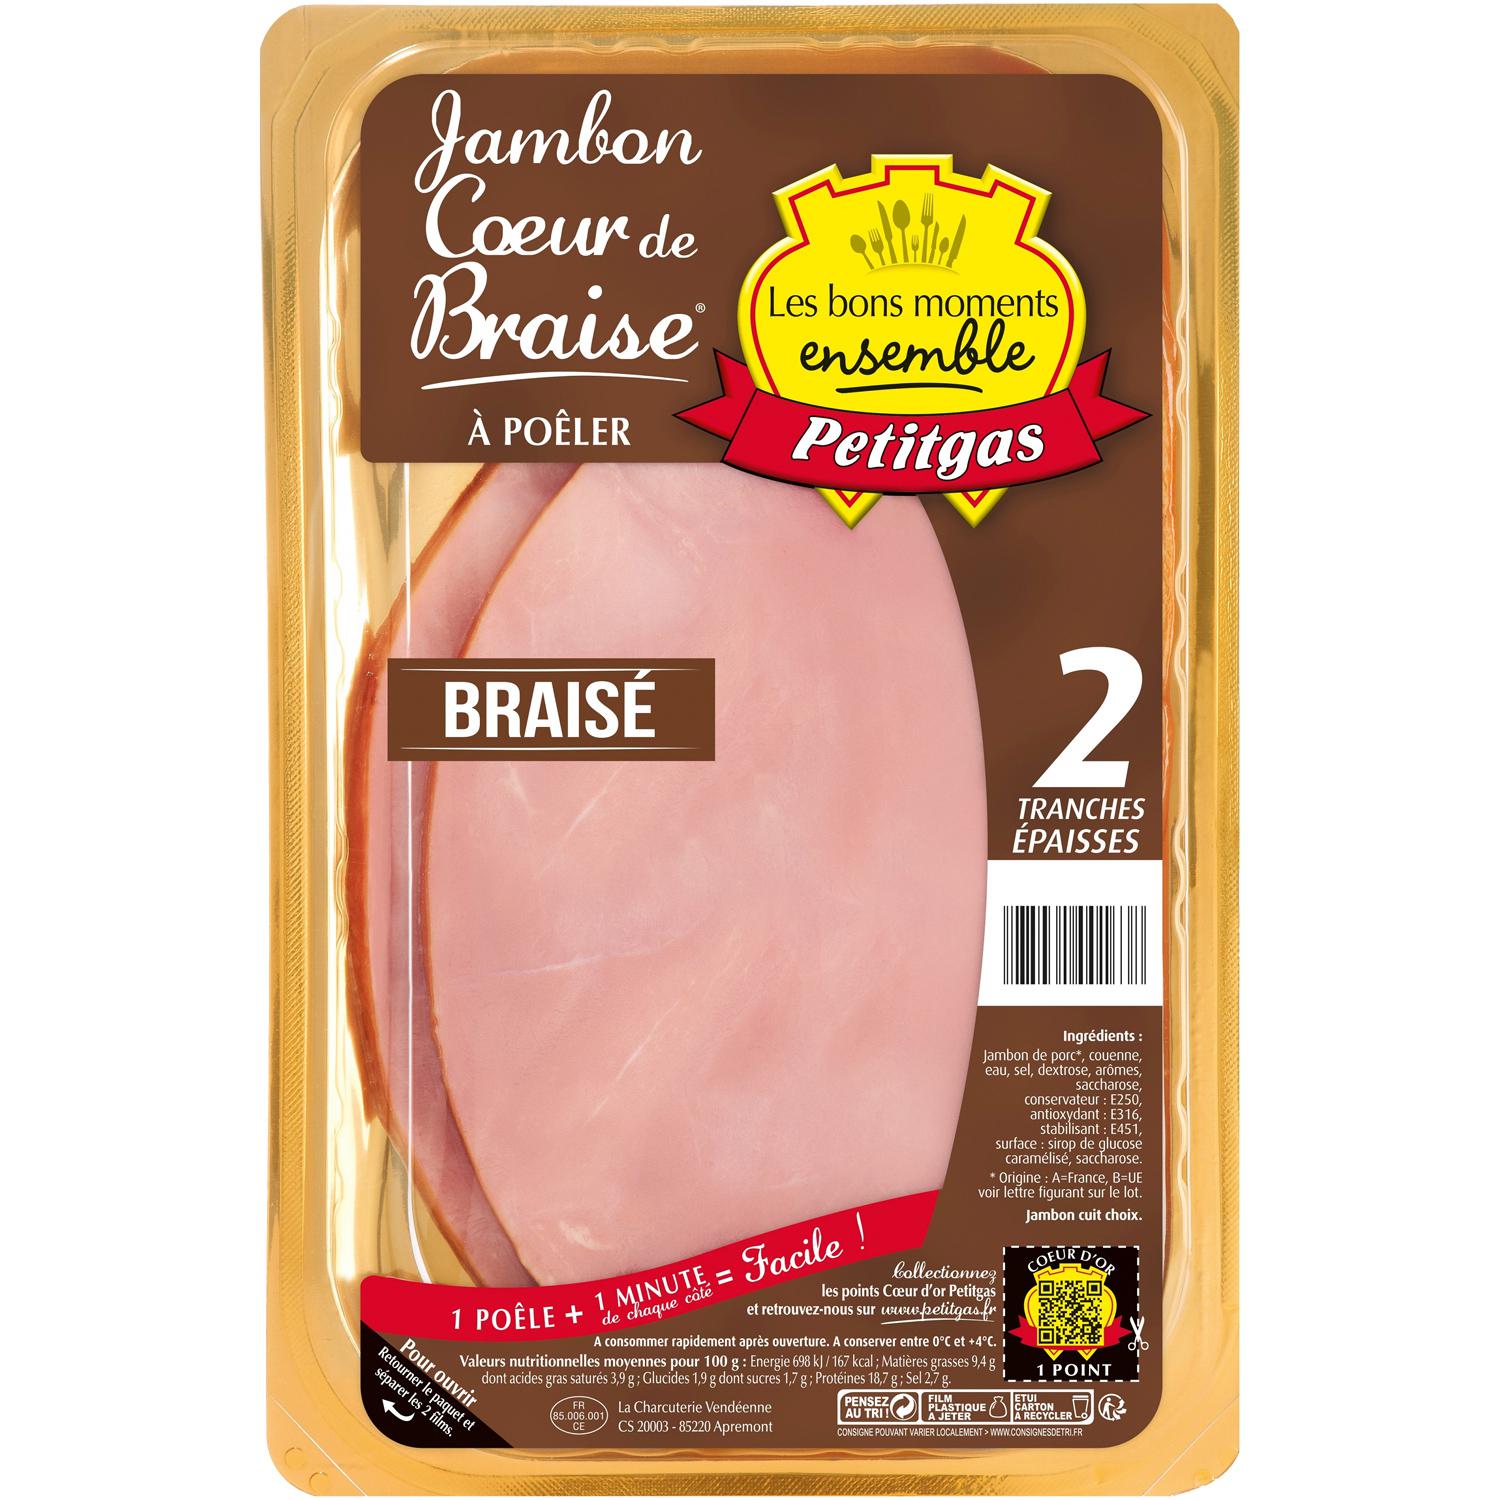 Jambon
Cœur de
Braise®
À POÊLER
Les bons moments
ensemble
Petitgas
BRAISÉ
2
TRANCHES
ÉPAISSES
Ingrédients :
Jambon de porc*, couenne,
eau, sel, dextrose, arômes,
saccharose,
conservateur : E250,
antioxydant : E316,
stabilisant : E451,
surface : sirop de glucose
caramélisé, saccharose.
* Origine : A=France, B=UE
voir lettre figurant sur le lot.
Jambon cuit choix.
1 POÊLE + 1 MINUTE
de chaque côté
= Facile !
Collectionnez
les points Cœur d'or Petitgas
et retrouvez-nous sur www.petitgas.fr
COEUR D'OR
1 POINT
A consommer rapidement après ouverture. A conserver entre 0°C et +4°C.
Valeurs nutritionnelles moyennes pour 100 g : Energie 698 kJ / 167 kcal ; Matières grasses 9,4 g
dont acides gras saturés 3,9 g ; Glucides 1,9 g dont sucres 1,7 g ; Protéines 18,7 g ; Sel 2,7 g.
Pour ouvrir
Retourner le paquet et
séparer les 2 films.
FR
85.006.001
CE
La Charcuterie Vendéenne
CS 20003 - 85220 Apremont
PENSEZ
AU TRI !
FILM
PLASTIQUE
A JETER
ETUI
CARTON
A RECYCLER
CONSIGNE POUVANT VARIER LOCALEMENT > WWW.CONSIGNESDETRI.FR